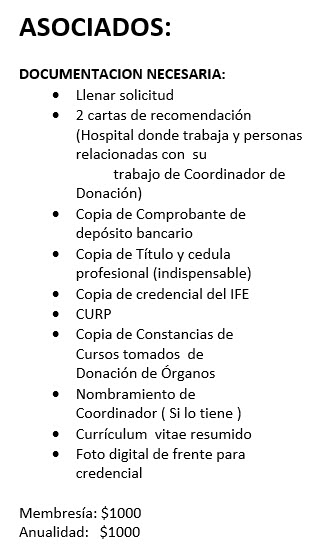 ASOCIADOS:
DOCUMENTACION NECESARIA:
• Llenar solicitud
• 2 cartas de recomendación
(Hospital donde trabaja y personas
relacionadas con su
trabajo de Coordinador de
Donación)
• Copia de Comprobante de
depósito bancario
• Copia de Título y cedula
profesional (indispensable)
• Copia de credencial del IFE
• CURP
• Copia de Constancias de
Cursos tomados de
Donación de Órganos
• Nombramiento de
Coordinador ( Si lo tiene )
• Currículum vitae resumido
• Foto digital de frente para
credencial
Membresía: $1000
Anualidad: $1000